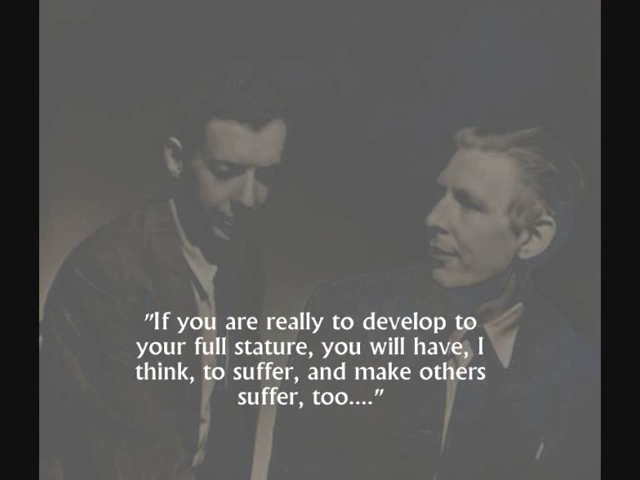 "If you are really to develop to
your full stature, you will have, I
think, to suffer, and make others
suffer, too...."